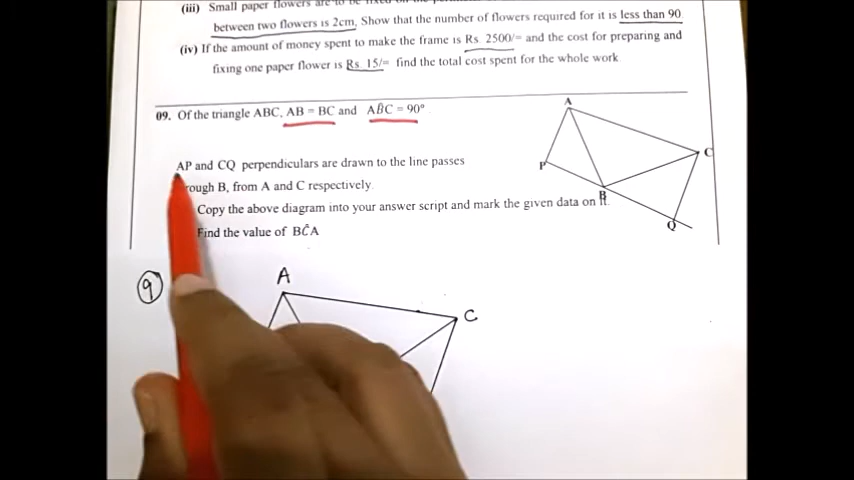 (iii) Small paper flowers are to be fixed on the
between two flowers is 2cm, Show that the number of flowers required for it is less than 90
(iv) If the amount of money spent to make the frame is Rs 2500/= and the cost for preparing and
fixing one paper flower is Rs 15/= find the total cost spent for the whole work
09. Of the triangle ABC, AB = BC and AB̂C = 90°
AP and CQ perpendiculars are drawn to the line passes
rough B, from A and C respectively.
Copy the above diagram into your answer script and mark the given data on it.
Find the value of BĈA
A
C
P
B
Q
9
A
C